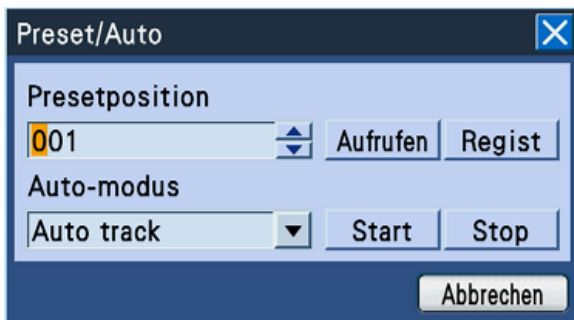 Preset/Auto
Presetposition
001 Aufrufen Regist
Auto-modus
Auto track Start Stop
Abbrechen